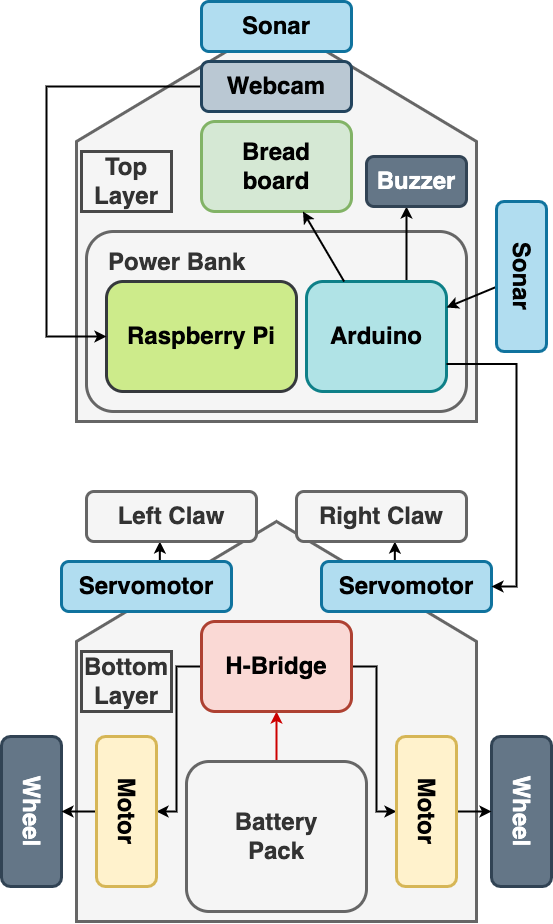 Sonar
Webcam
Bread
board
Top
Layer
Buzzer
Sonar
Power Bank
Raspberry Pi
Arduino
Left Claw
Right Claw
Servomotor
Servomotor
H-Bridge
Bottom
Layer
Wheel
Motor
Battery
Pack
Motor
Wheel